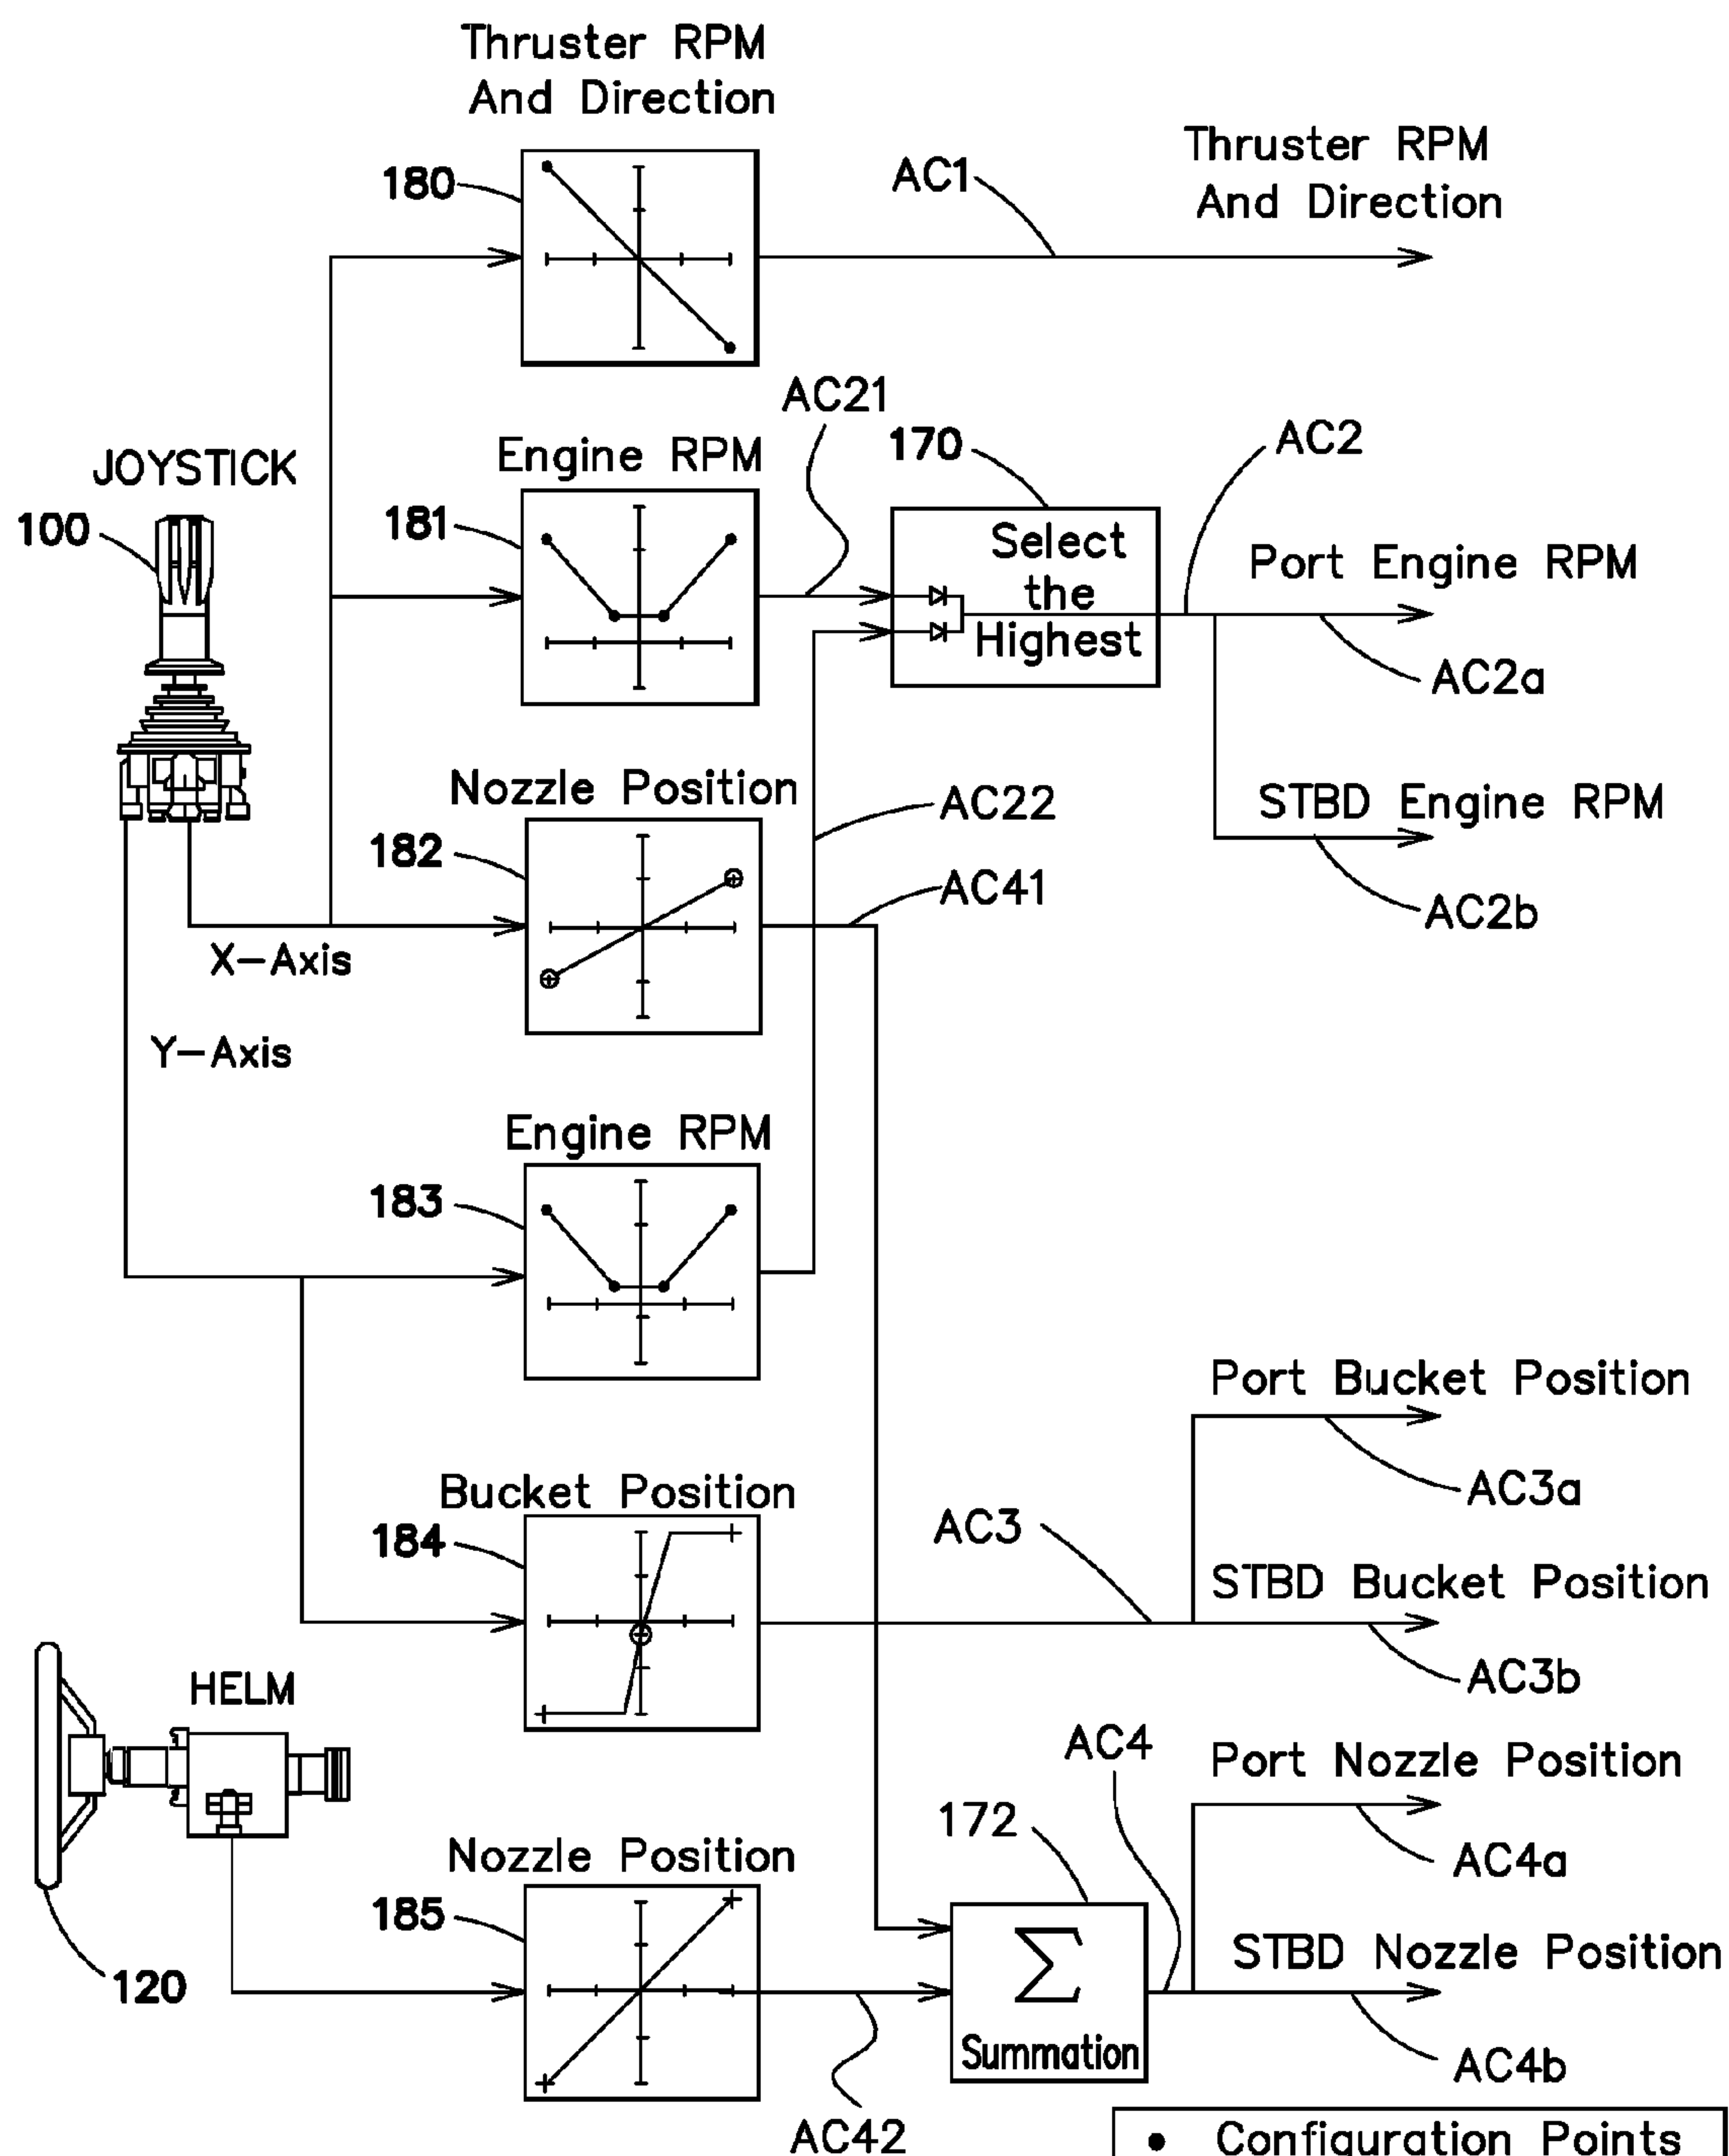 Thruster RPM
And Direction
180
AC1
Thruster RPM
And Direction
AC21
Engine RPM
181
170
AC2
JOYSTICK
100
Select
the
Highest
Port Engine RPM
AC2a
Nozzle Position
182
AC22
AC41
STBD Engine RPM
AC2b
X-Axis
Y-Axis
Engine RPM
183
Port Bucket Position
AC3a
Bucket Position
184
AC3
STBD Bucket Position
AC3b
HELM
120
AC4
Port Nozzle Position
AC4a
Nozzle Position
185
172
Σ
Summation
STBD Nozzle Position
AC4b
AC42
• Configuration Points